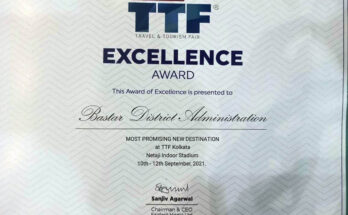 TTF®
TRAVEL & TOURISM FAIR
EXCELLENCE
AWARD
This Award of Excellence is presented to
Bastar District Administration
MOST PROMISING NEW DESTINATION
at TTF Kolkata
Netaji Indoor Stadium
10th - 12th September, 2021.
Sanjiv Agarwal
Chairman & CEO